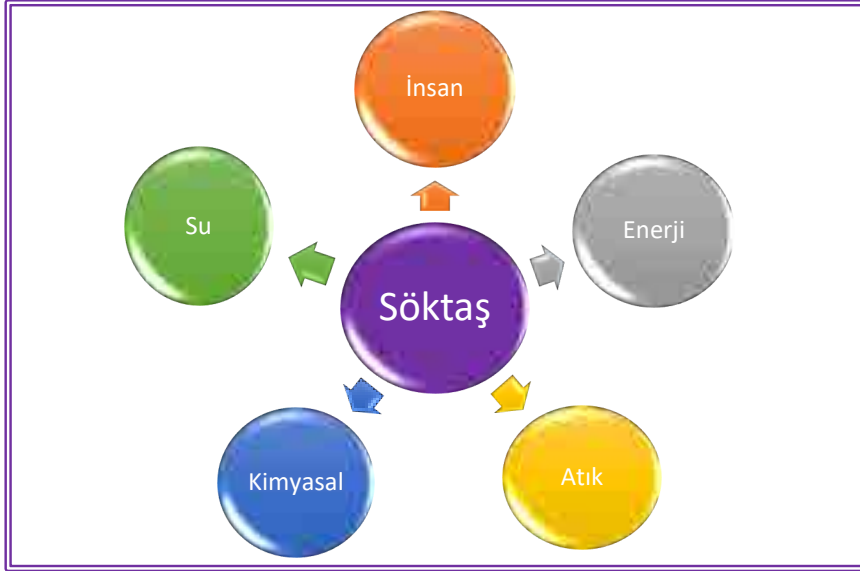 İnsan
Su
Enerji
Söktaş
Kimyasal
Atık